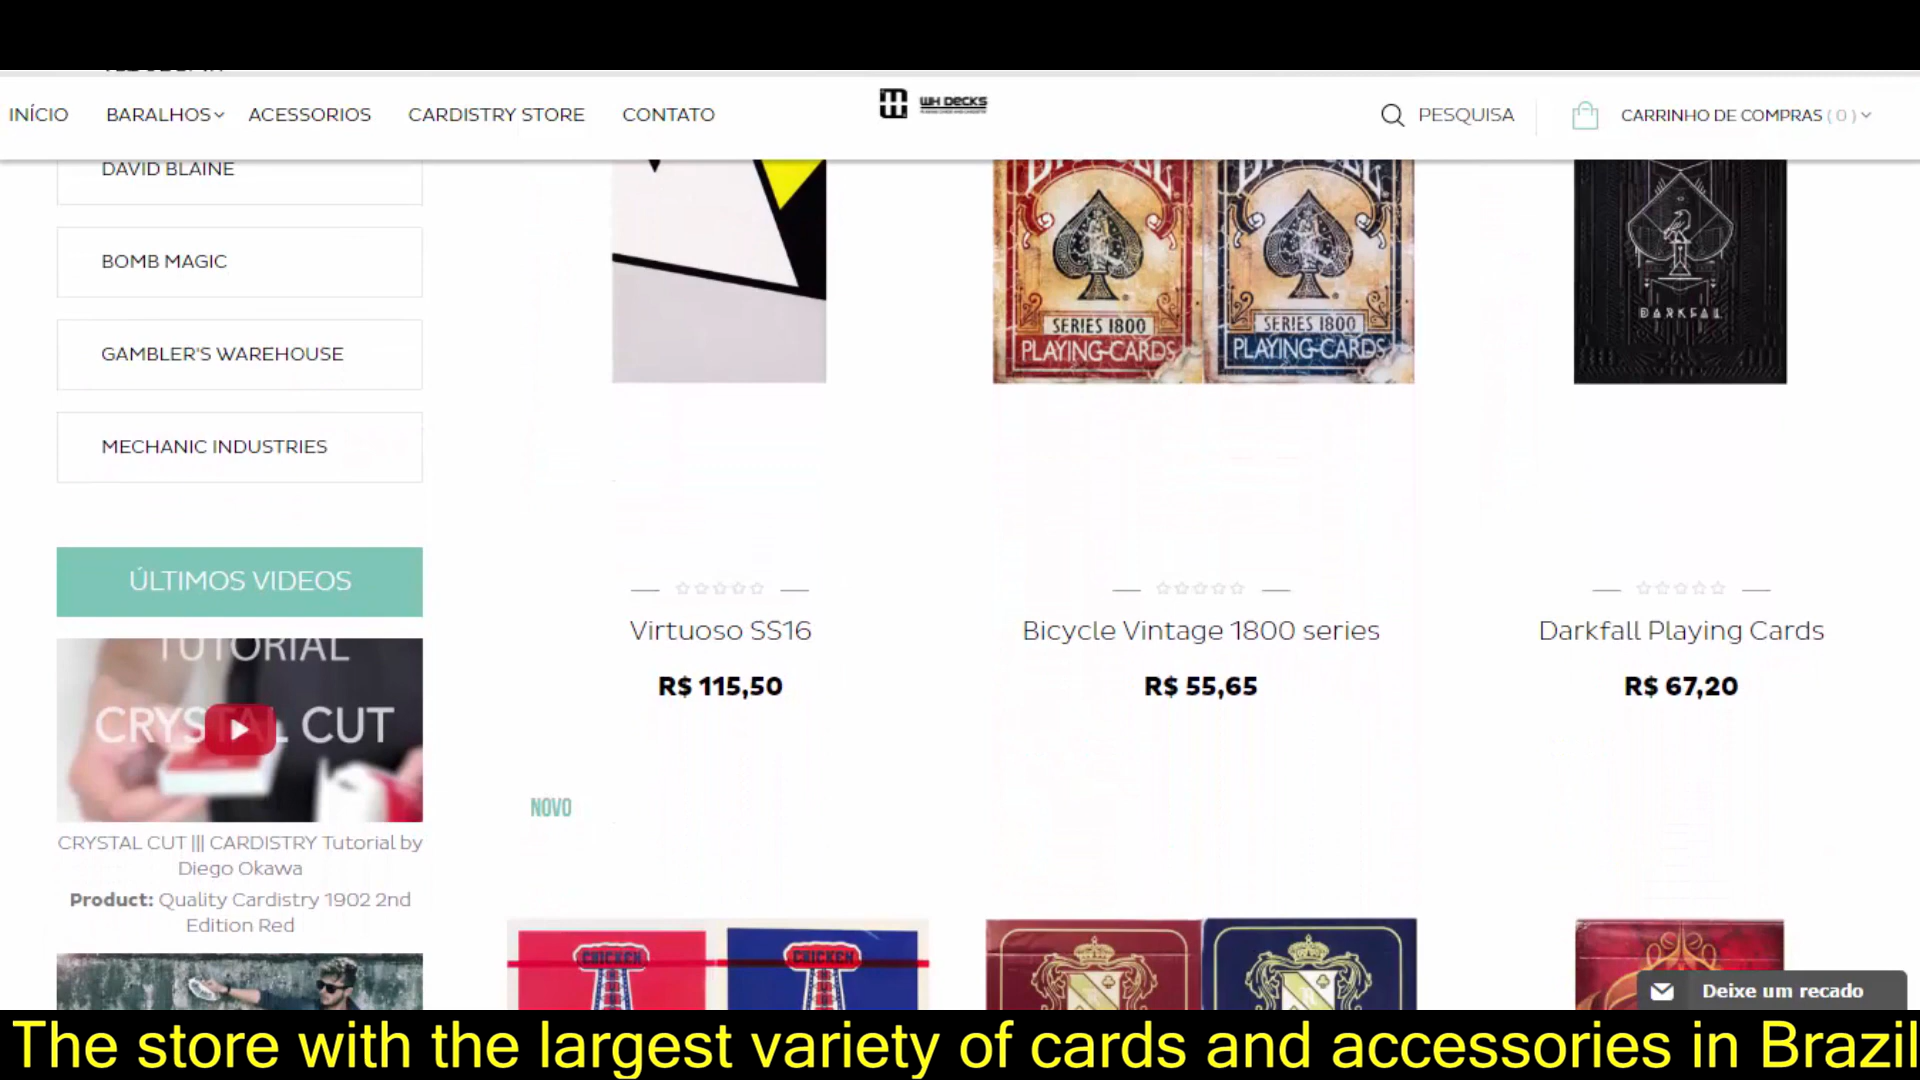 INÍCIO
BARALHOS
ACESSORIOS
CARDISTRY STORE
CONTATO
WH DECKS
PESQUISA
CARRINHO DE COMPRAS ( 0 )
DAVID BLAINE
BOMB MAGIC
GAMBLER'S WAREHOUSE
MECHANIC INDUSTRIES
SERIES 1800
PLAYING-CARDS
SERIES 1800
PLAYING-CARDS
DARKFALL
ÚLTIMOS VIDEOS
TUTORIAL
CRYSTAL CUT
CRYSTAL CUT ||| CARDISTRY Tutorial by
Diego Okawa
Product: Quality Cardistry 1902 2nd
Edition Red
Virtuoso SS16
R$ 115,50
Bicycle Vintage 1800 series
R$ 55,65
Darkfall Playing Cards
R$ 67,20
NOVO
CHICKEN
CHICKEN
Deixe um recado
The store with the largest variety of cards and accessories in Brazil